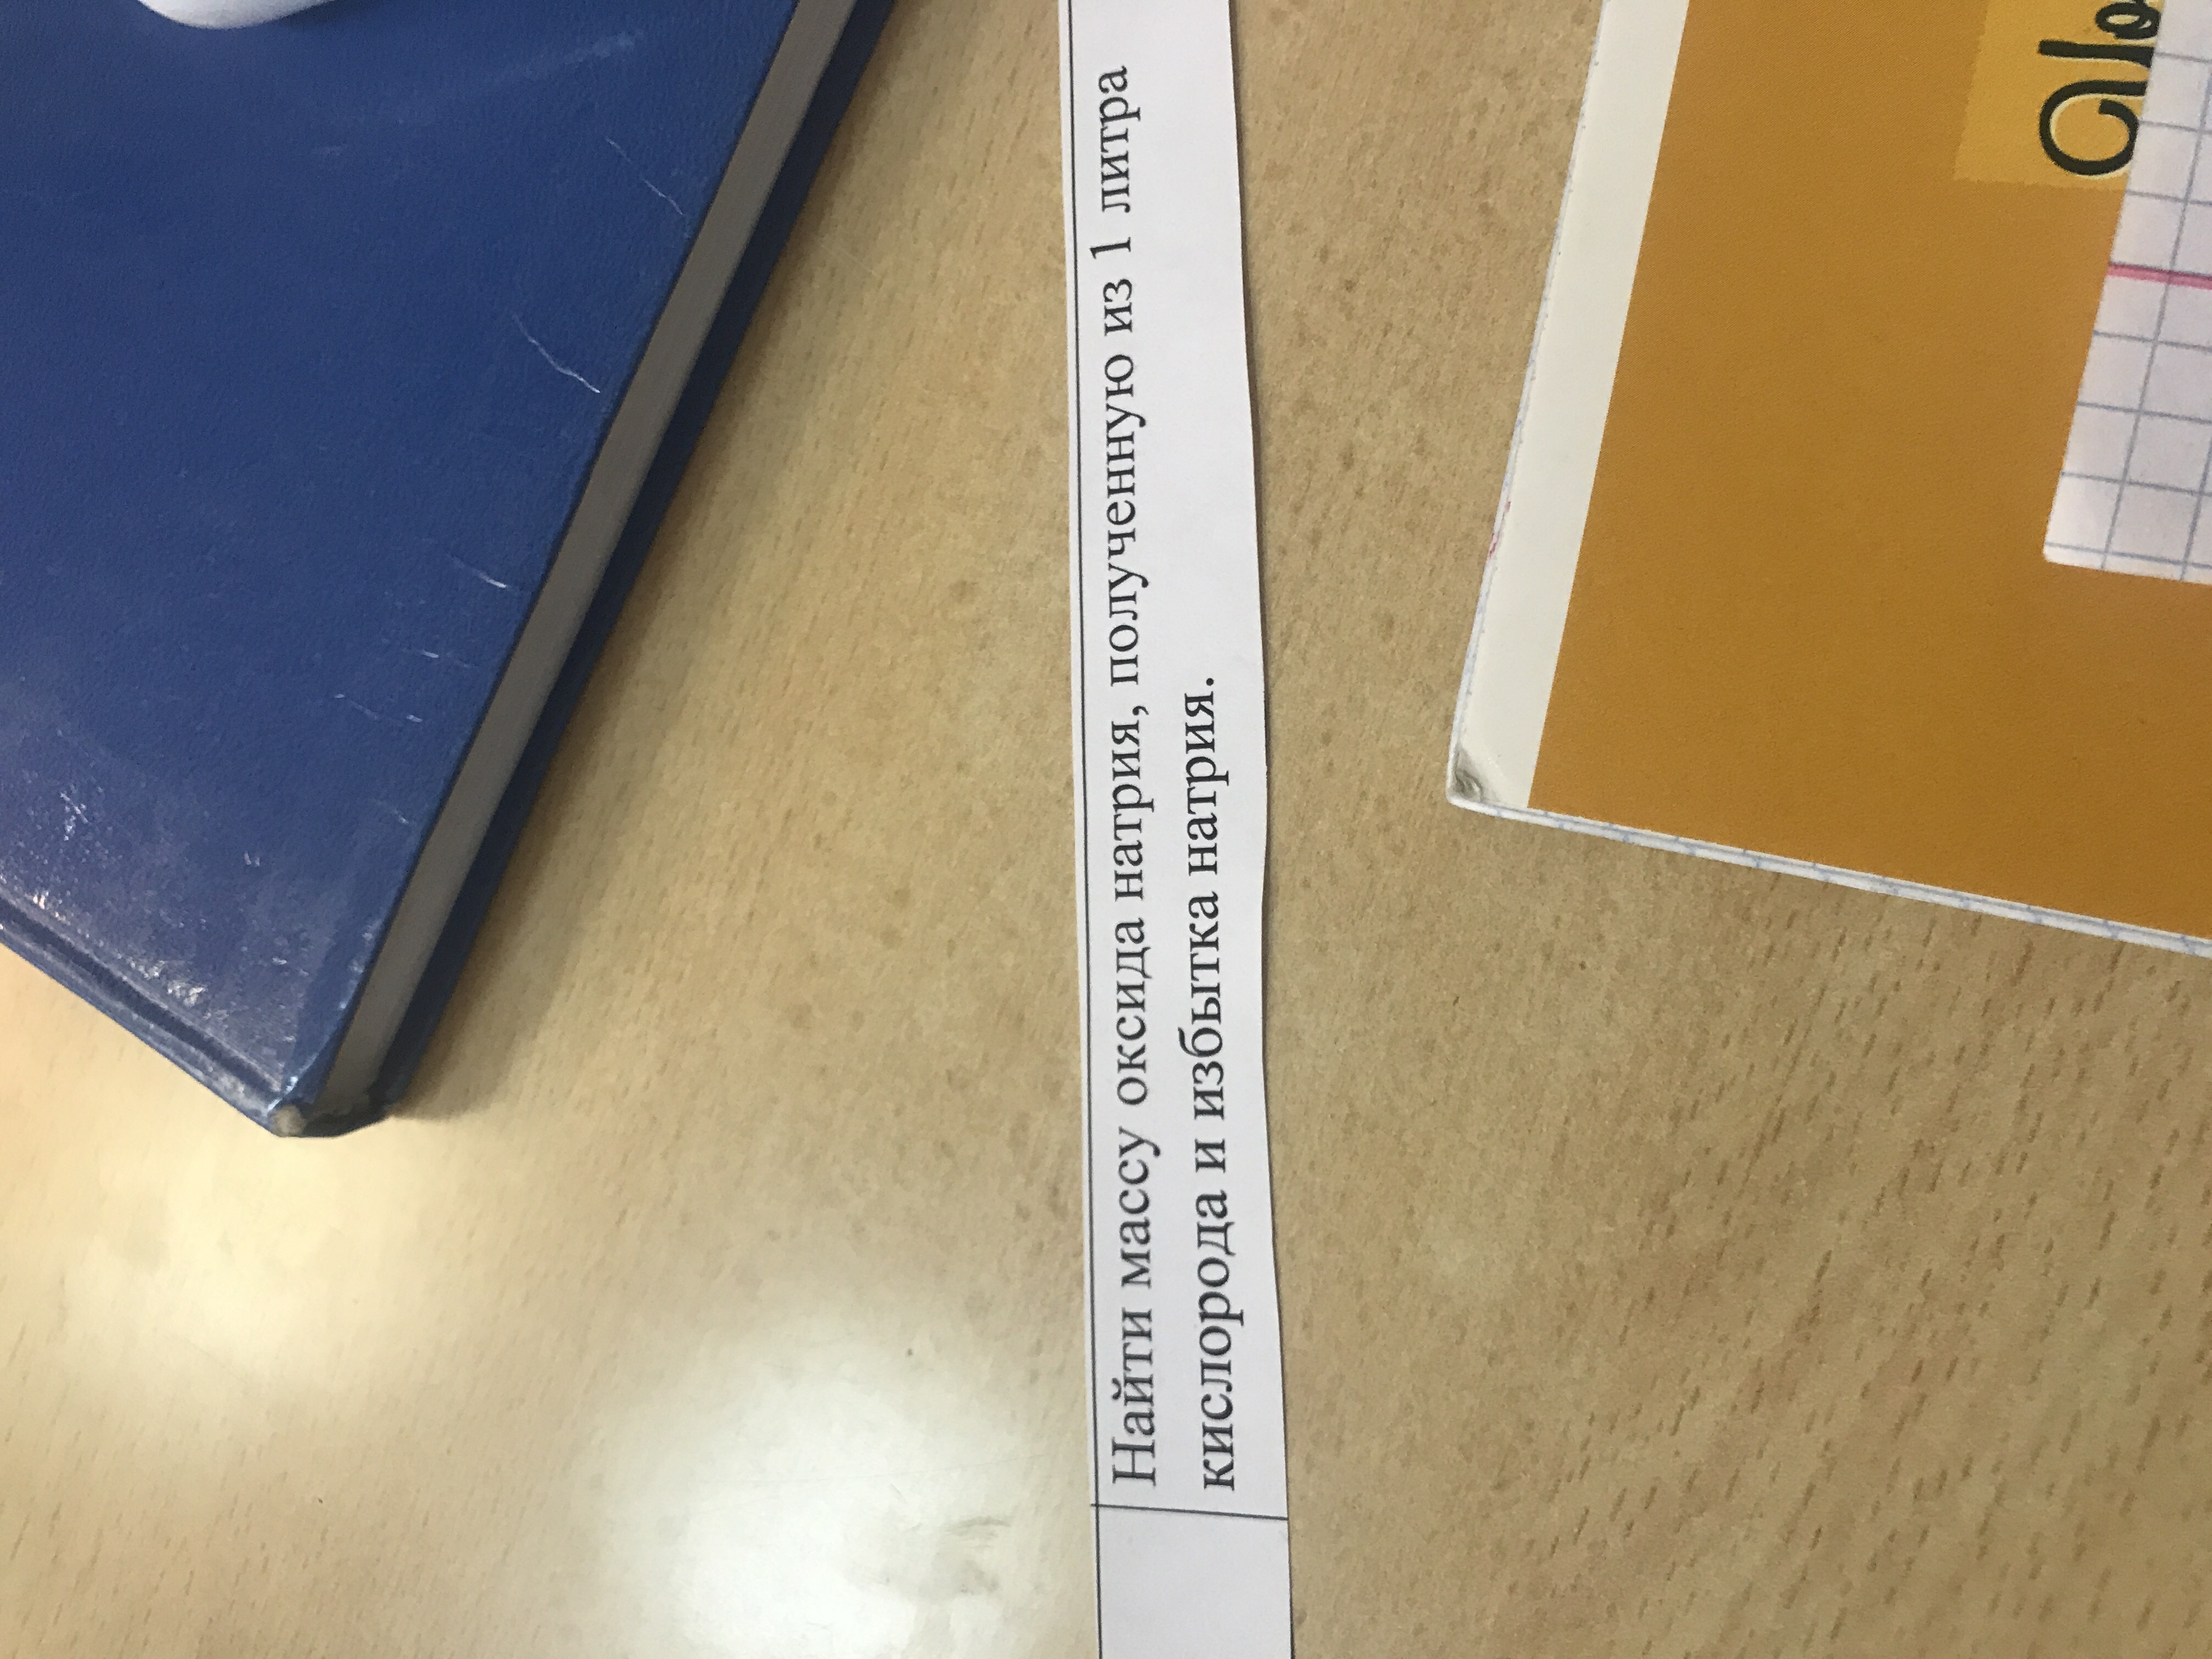 Найти массу оксида натрия, полученную из 1 литра
кислорода и избытка натрия.